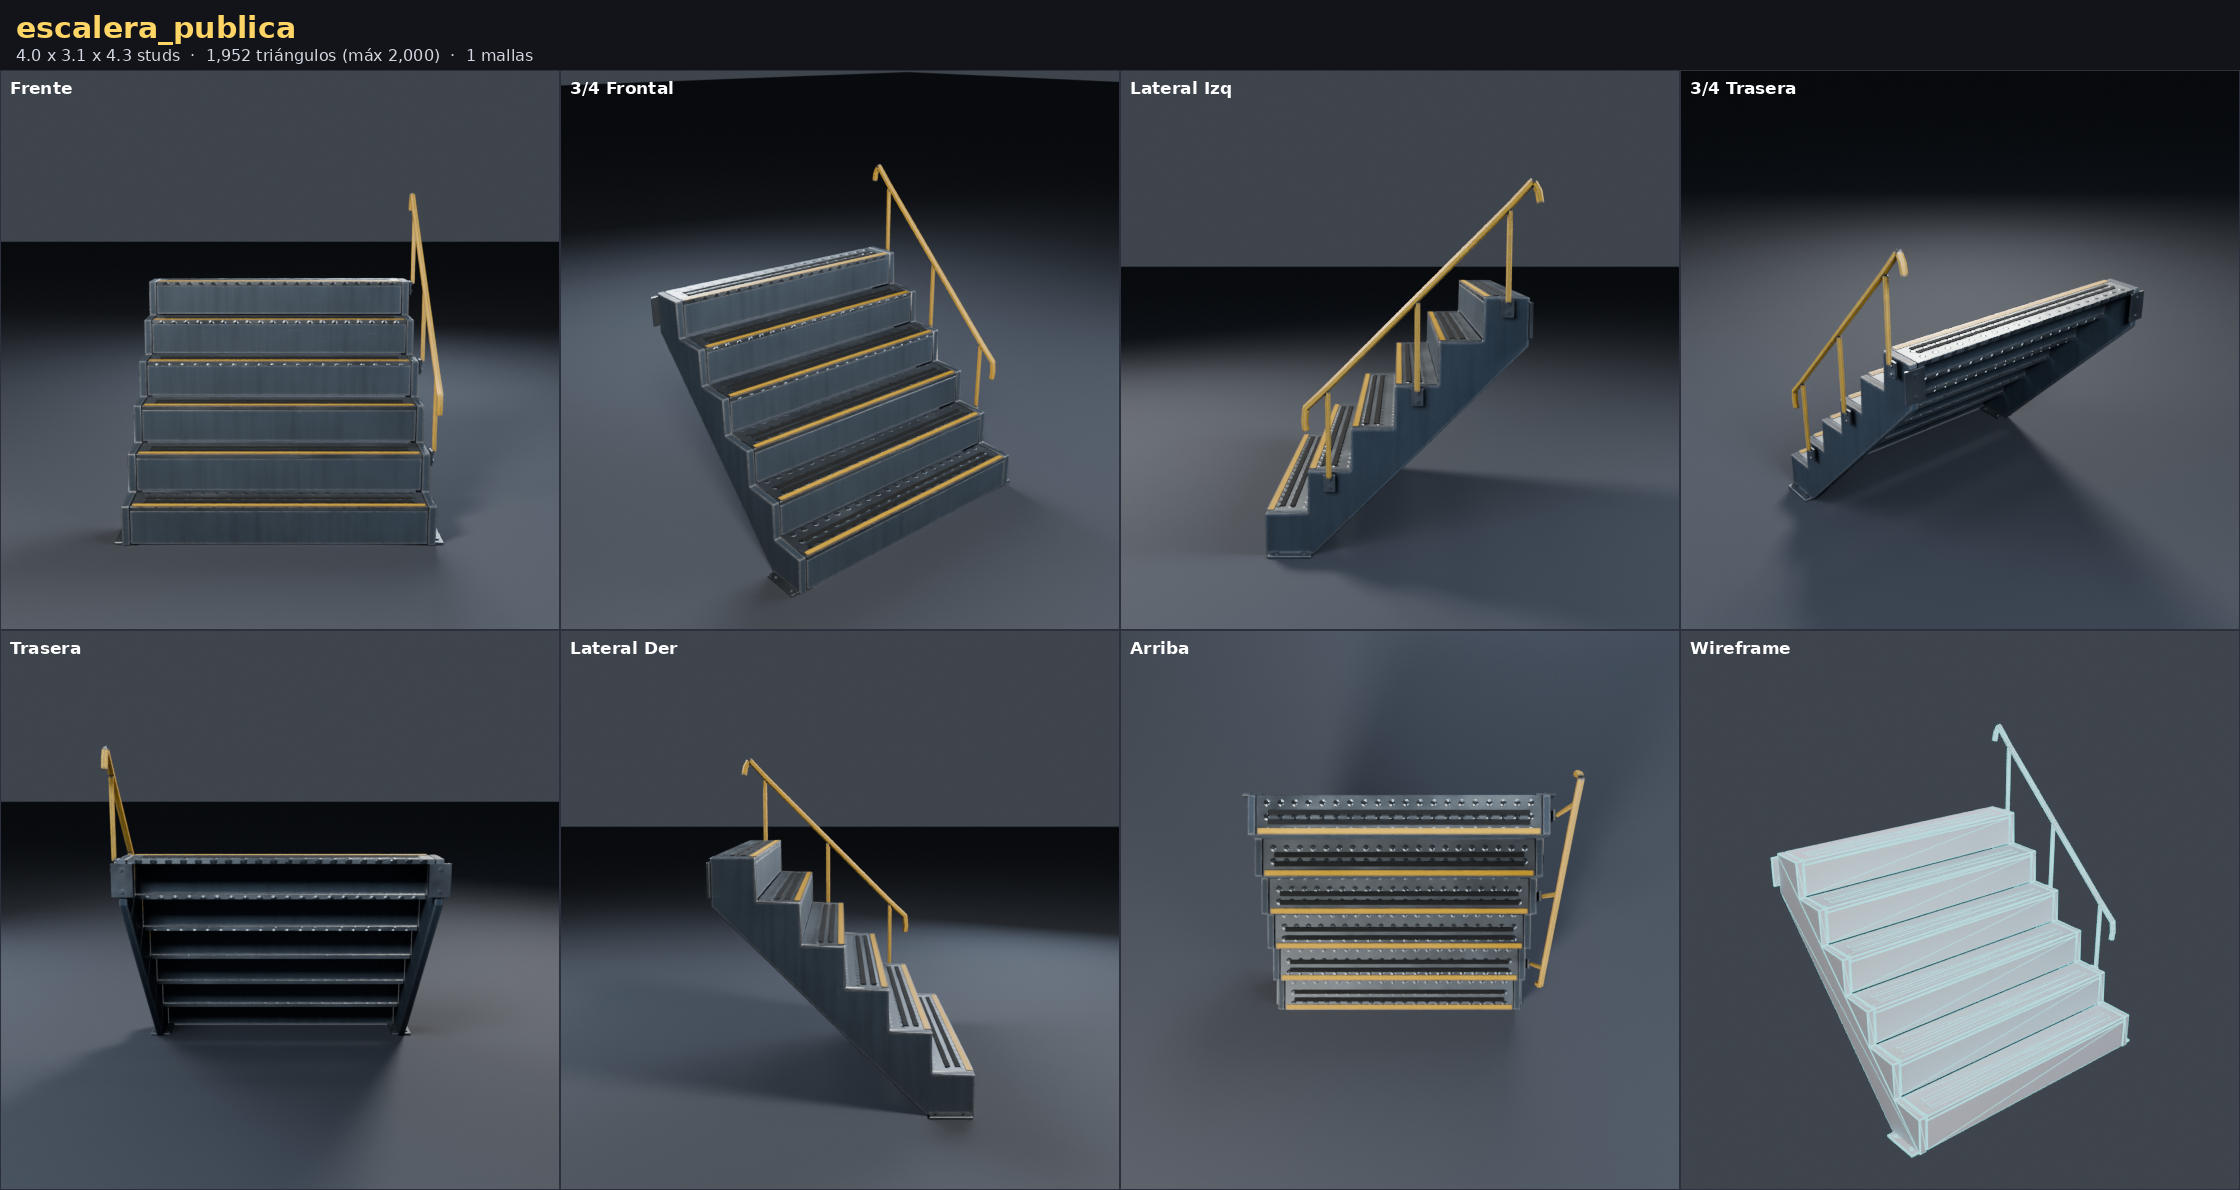 escalera_publica
4.0 x 3.1 x 4.3 studs · 1,952 triángulos (máx 2,000) · 1 mallas
Frente
3/4 Frontal
Lateral Izq
3/4 Trasera
Trasera
Lateral Der
Arriba
Wireframe